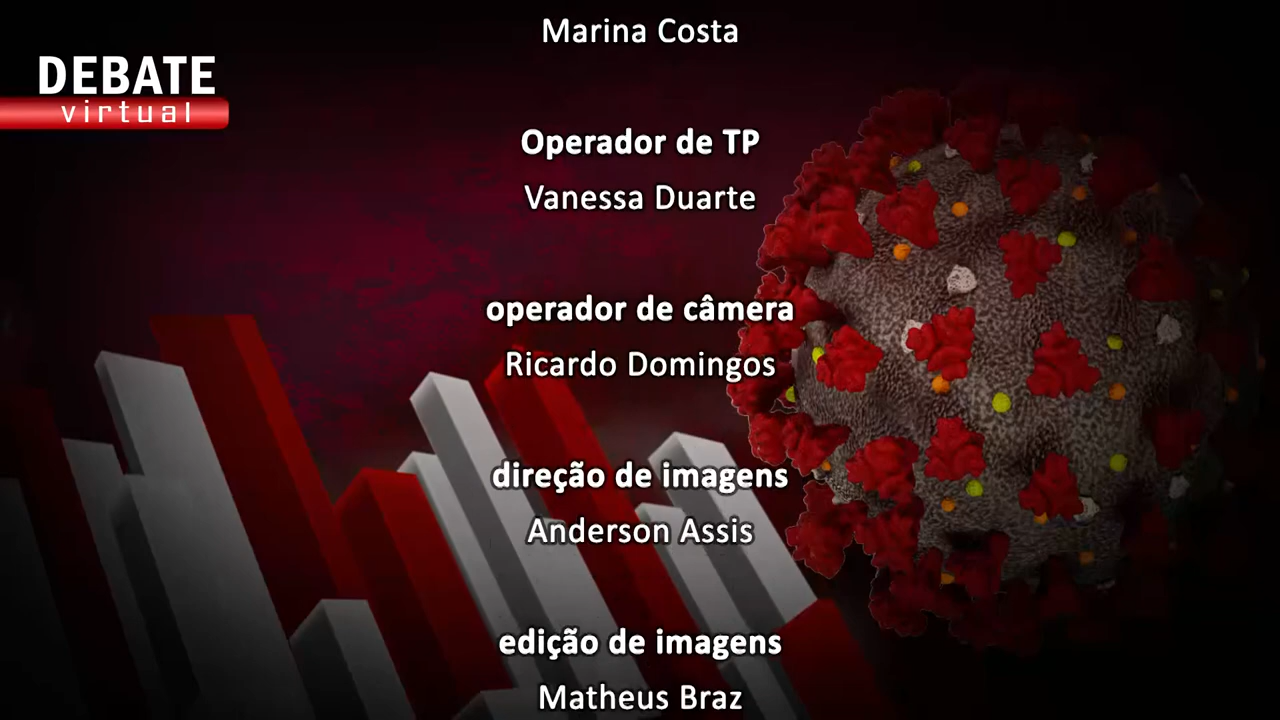 Marina Costa
DEBATE
virtual
Operador de TP
Vanessa Duarte
operador de câmera
Ricardo Domingos
direção de imagens
Anderson Assis
edição de imagens
Matheus Braz